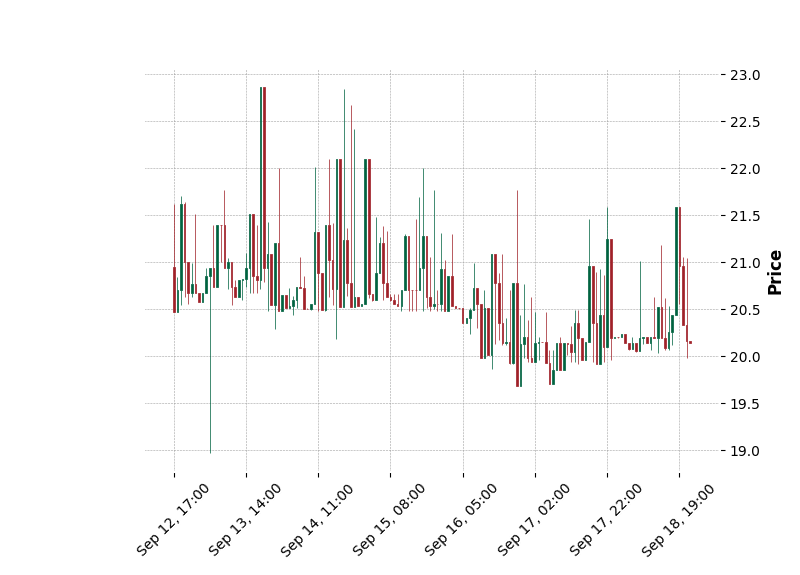 23.0
22.5
22.0
21.5
21.0
20.5
20.0
19.5
19.0
Price
Sep 12, 17:00
Sep 13, 14:00
Sep 14, 11:00
Sep 15, 08:00
Sep 16, 05:00
Sep 17, 02:00
Sep 17, 22:00
Sep 18, 19:00